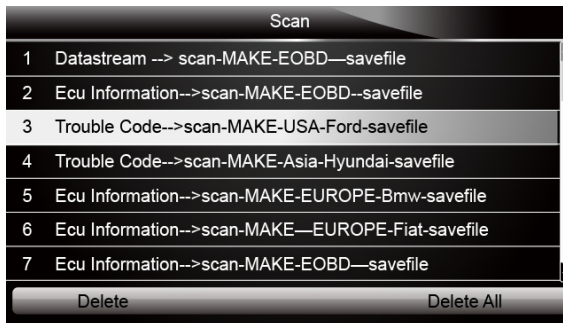 Scan
1 Datastream --> scan-MAKE-EOBD—savefile
2 Ecu Information-->scan-MAKE-EOBD--savefile
3 Trouble Code-->scan-MAKE-USA-Ford-savefile
4 Trouble Code-->scan-MAKE-Asia-Hyundai-savefile
5 Ecu Information-->scan-MAKE-EUROPE-Bmw-savefile
6 Ecu Information-->scan-MAKE—EUROPE-Fiat-savefile
7 Ecu Information-->scan-MAKE-EOBD—savefile
Delete Delete All